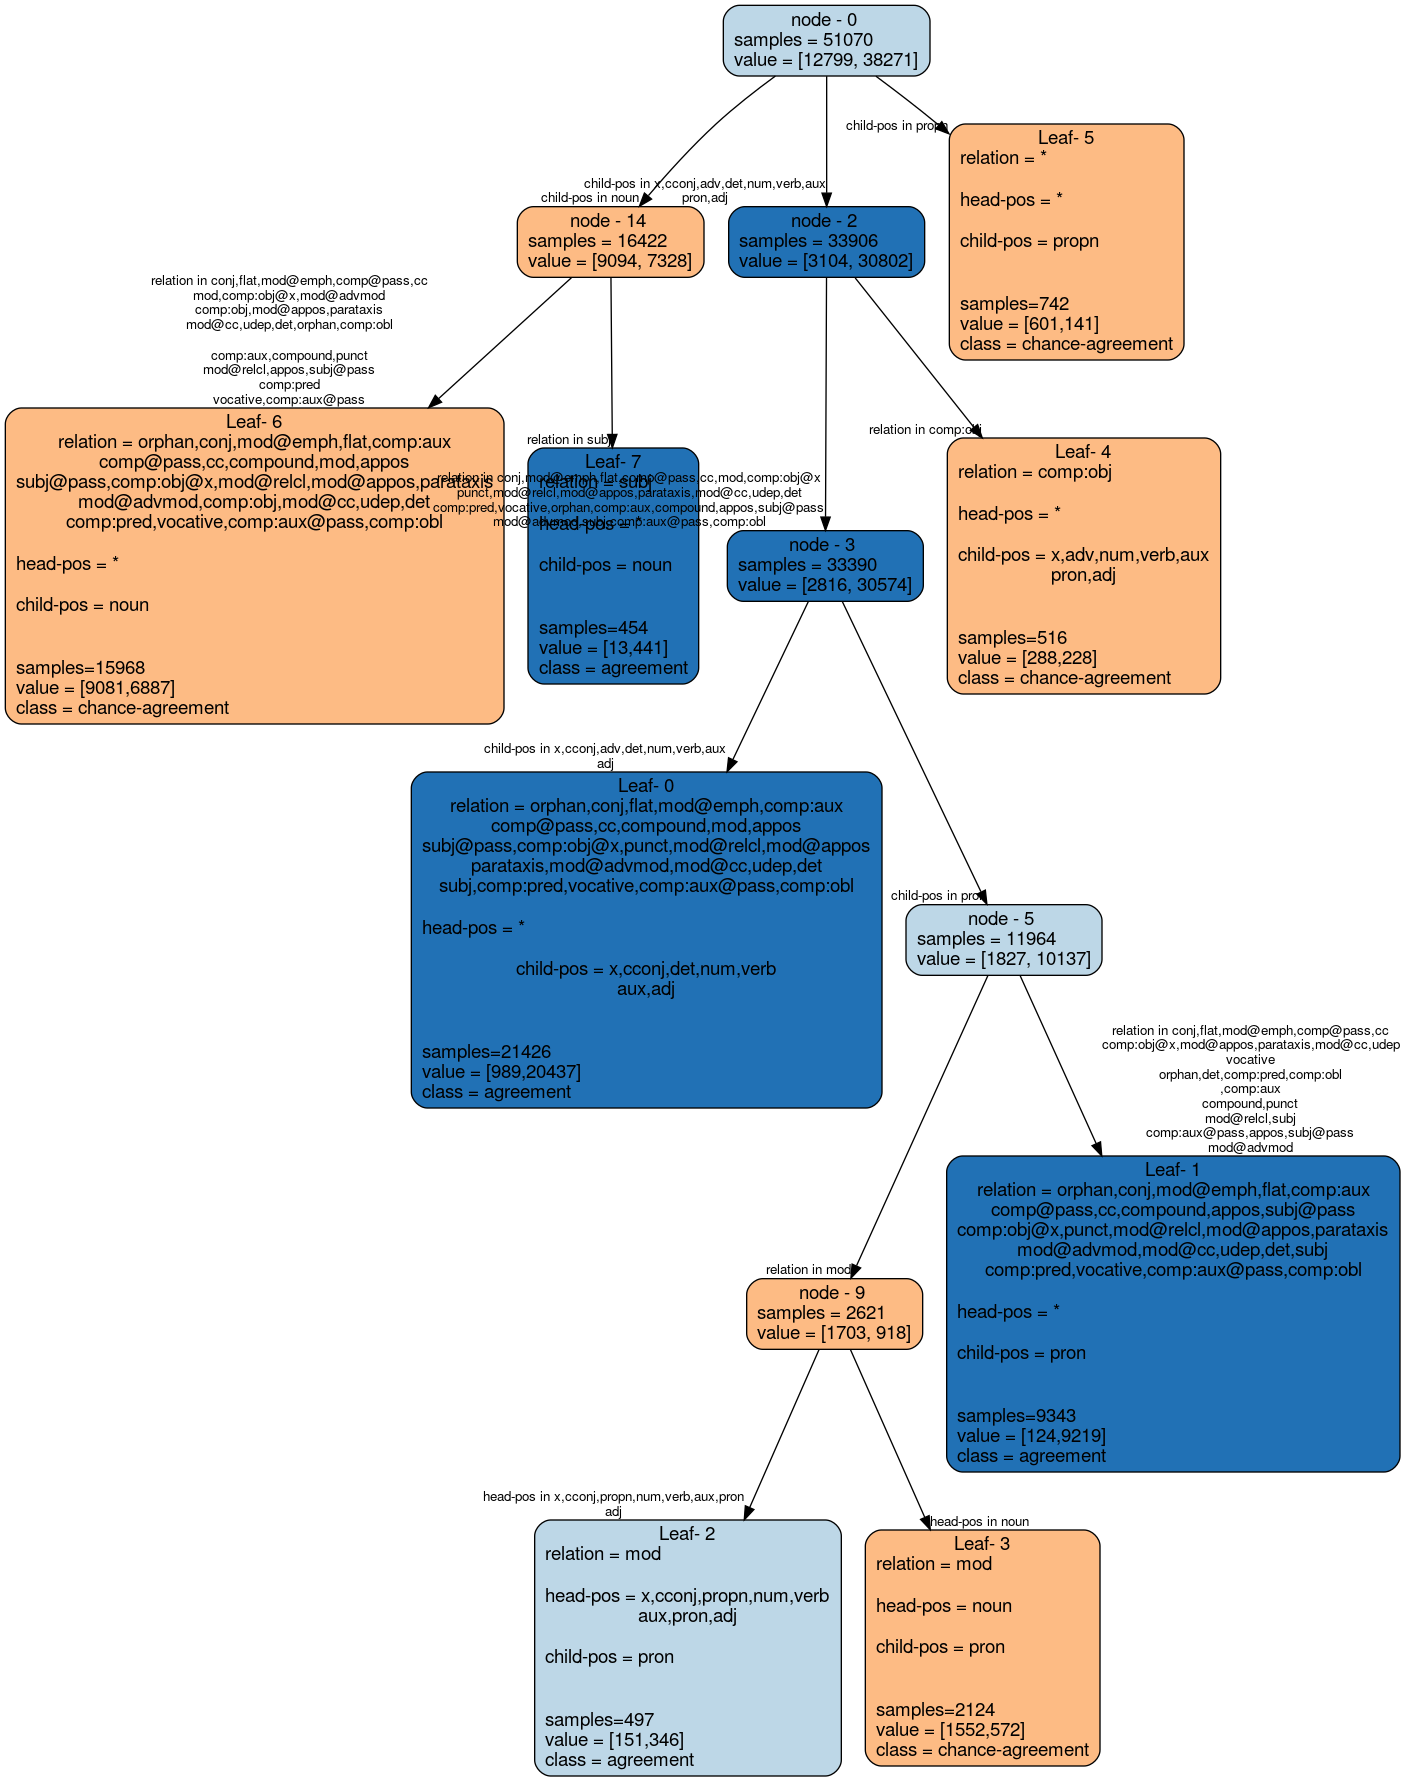 node - 0
samples = 51070
value = [12799, 38271]
child-pos in propn
Leaf- 5
relation = *
head-pos = *
child-pos = propn
samples=742
value = [601,141]
class = chance-agreement
child-pos in noun
node - 14
samples = 16422
value = [9094, 7328]
child-pos in x,cconj,adv,det,num,verb,aux
pron,adj
node - 2
samples = 33906
value = [3104, 30802]
relation in conj,flat,mod@emph,comp@pass,cc
mod,comp:obj@x,mod@advmod
comp:obj,mod@appos,parataxis
mod@cc,udep,det,orphan,comp:obl
comp:aux,compound,punct
mod@relcl,appos,subj@pass
comp:pred
vocative,comp:aux@pass
Leaf- 6
relation = orphan,conj,mod@emph,flat,comp:aux
comp@pass,cc,compound,mod,appos
subj@pass,comp:obj@x,mod@relcl,mod@appos,parataxis
mod@advmod,comp:obj,mod@cc,udep,det
comp:pred,vocative,comp:aux@pass,comp:obl
head-pos = *
child-pos = noun
samples=15968
value = [9081,6887]
class = chance-agreement
relation in subj
Leaf- 7
relation = subj
head-pos = *
child-pos = noun
samples=454
value = [13,441]
class = agreement
relation in conj,mod@emph,flat,comp@pass,cc,mod,comp:obj@x
punct,mod@relcl,mod@appos,parataxis,mod@cc,udep,det
comp:pred,vocative,orphan,comp:aux,compound,appos,subj@pass
mod@advmod,subj,comp:aux@pass,comp:obl
node - 3
samples = 33390
value = [2816, 30574]
relation in comp:obj
Leaf- 4
relation = comp:obj
head-pos = *
child-pos = x,adv,num,verb,aux
pron,adj
samples=516
value = [288,228]
class = chance-agreement
child-pos in x,cconj,adv,det,num,verb,aux
adj
Leaf- 0
relation = orphan,conj,flat,mod@emph,comp:aux
comp@pass,cc,compound,mod,appos
subj@pass,comp:obj@x,punct,mod@relcl,mod@appos
parataxis,mod@advmod,mod@cc,udep,det
subj,comp:pred,vocative,comp:aux@pass,comp:obl
head-pos = *
child-pos = x,cconj,det,num,verb
aux,adj
samples=21426
value = [989,20437]
class = agreement
child-pos in pron
node - 5
samples = 11964
value = [1827, 10137]
relation in conj,flat,mod@emph,comp@pass,cc
comp:obj@x,mod@appos,parataxis,mod@cc,udep
vocative
orphan,det,comp:pred,comp:obl
,comp:aux
compound,punct
mod@relcl,subj
comp:aux@pass,appos,subj@pass
mod@advmod
Leaf- 1
relation = orphan,conj,mod@emph,flat,comp:aux
comp@pass,cc,compound,appos,subj@pass
comp:obj@x,punct,mod@relcl,mod@appos,parataxis
mod@advmod,mod@cc,udep,det,subj
comp:pred,vocative,comp:aux@pass,comp:obl
head-pos = *
child-pos = pron
samples=9343
value = [124,9219]
class = agreement
relation in mod
node - 9
samples = 2621
value = [1703, 918]
head-pos in x,cconj,propn,num,verb,aux,pron
adj
Leaf- 2
relation = mod
head-pos = x,cconj,propn,num,verb
aux,pron,adj
child-pos = pron
samples=497
value = [151,346]
class = agreement
head-pos in noun
Leaf- 3
relation = mod
head-pos = noun
child-pos = pron
samples=2124
value = [1552,572]
class = chance-agreement